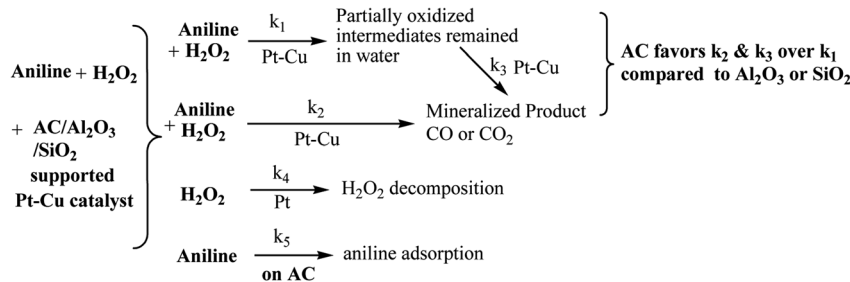 Aniline + H2O2
+ AC/Al2O3
/SiO2
supported
Pt-Cu catalyst
Aniline
+ H2O2
k1
Pt-Cu
Partially oxidized
intermediates remained
in water
k3 Pt-Cu
Aniline
+ H2O2
k2
Pt-Cu
Mineralized Product
CO or CO2
H2O2
k4
Pt
H2O2 decomposition
Aniline
k5
on AC
aniline adsorption
AC favors k2 & k3 over k1
compared to Al2O3 or SiO2